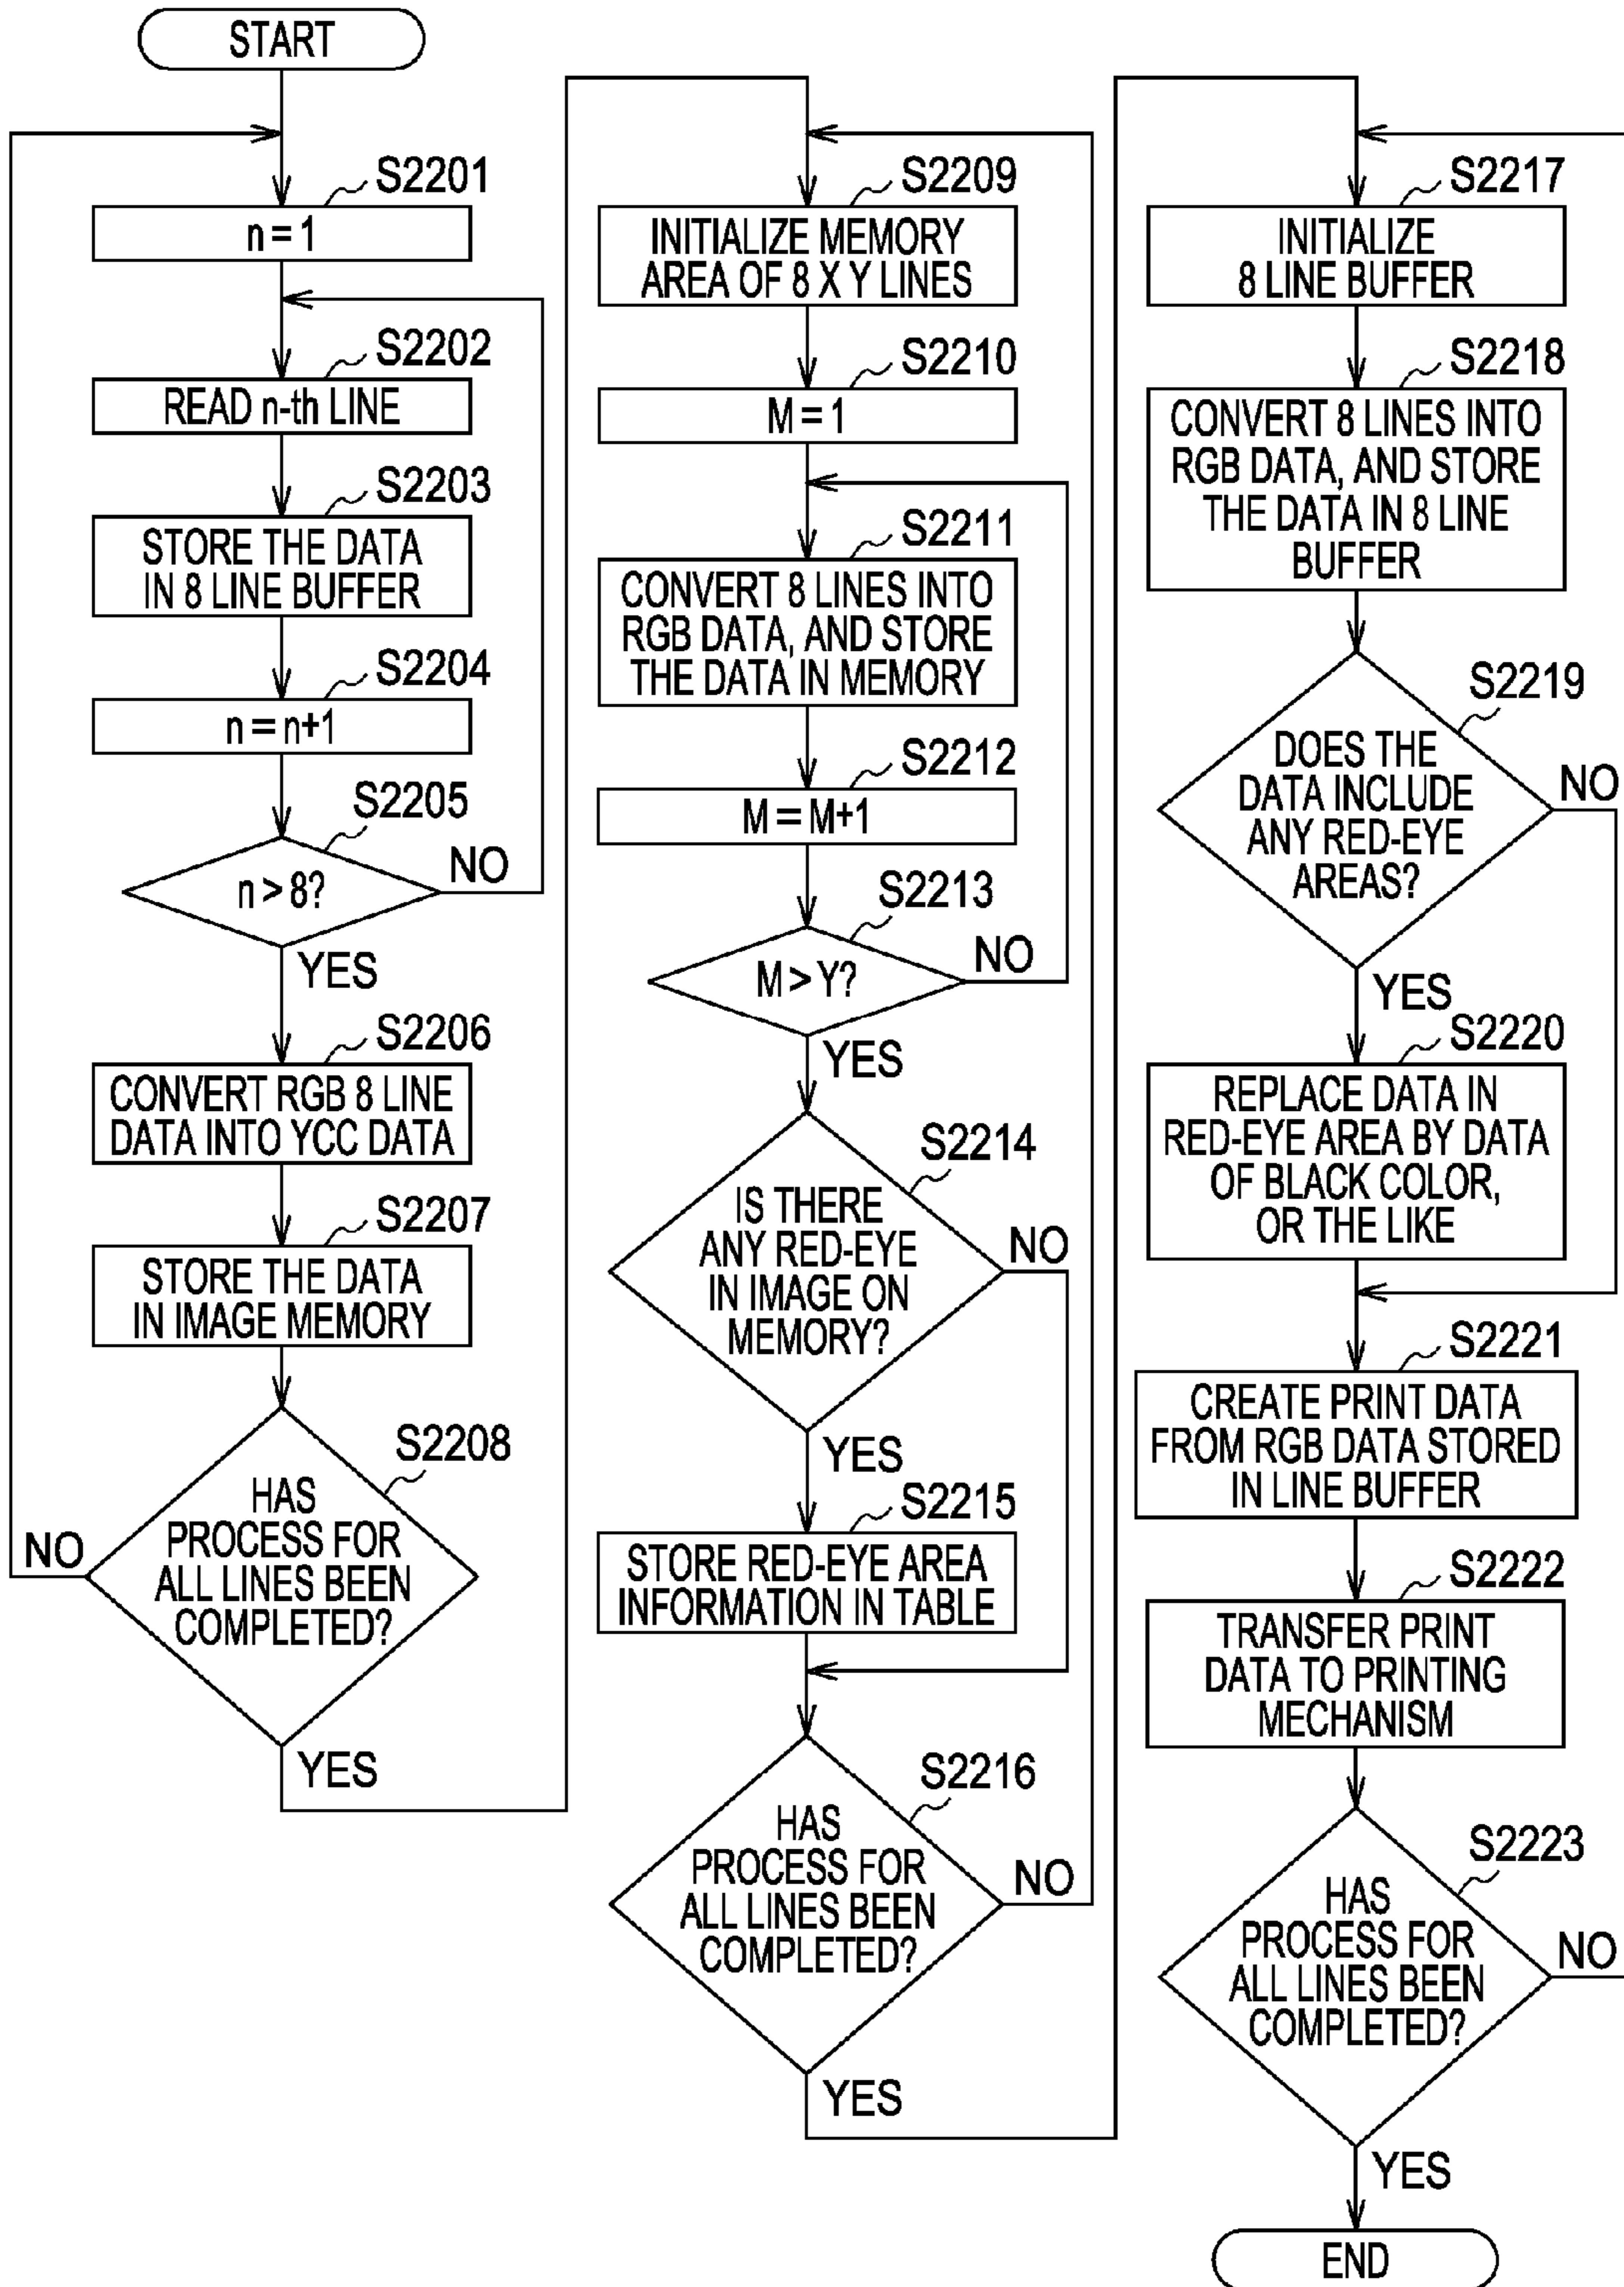 START
S2201
n = 1
S2202
READ n-th LINE
S2203
STORE THE DATA
IN 8 LINE BUFFER
S2204
n = n+1
S2205
n > 8?
NO
YES
S2206
CONVERT RGB 8 LINE
DATA INTO YCC DATA
S2207
STORE THE DATA
IN IMAGE MEMORY
S2208
HAS
PROCESS FOR
ALL LINES BEEN
COMPLETED?
NO
YES
S2209
INITIALIZE MEMORY
AREA OF 8 X Y LINES
S2210
M = 1
S2211
CONVERT 8 LINES INTO
RGB DATA, AND STORE
THE DATA IN MEMORY
S2212
M = M+1
S2213
M > Y?
NO
YES
S2214
IS THERE
ANY RED-EYE
IN IMAGE ON
MEMORY?
NO
YES
S2215
STORE RED-EYE AREA
INFORMATION IN TABLE
S2216
HAS
PROCESS FOR
ALL LINES BEEN
COMPLETED?
NO
YES
S2217
INITIALIZE
8 LINE BUFFER
S2218
CONVERT 8 LINES INTO
RGB DATA, AND STORE
THE DATA IN 8 LINE
BUFFER
S2219
DOES THE
DATA INCLUDE
ANY RED-EYE
AREAS?
NO
YES
S2220
REPLACE DATA IN
RED-EYE AREA BY DATA
OF BLACK COLOR,
OR THE LIKE
S2221
CREATE PRINT DATA
FROM RGB DATA STORED
IN LINE BUFFER
S2222
TRANSFER PRINT
DATA TO PRINTING
MECHANISM
S2223
HAS
PROCESS FOR
ALL LINES BEEN
COMPLETED?
NO
YES
END